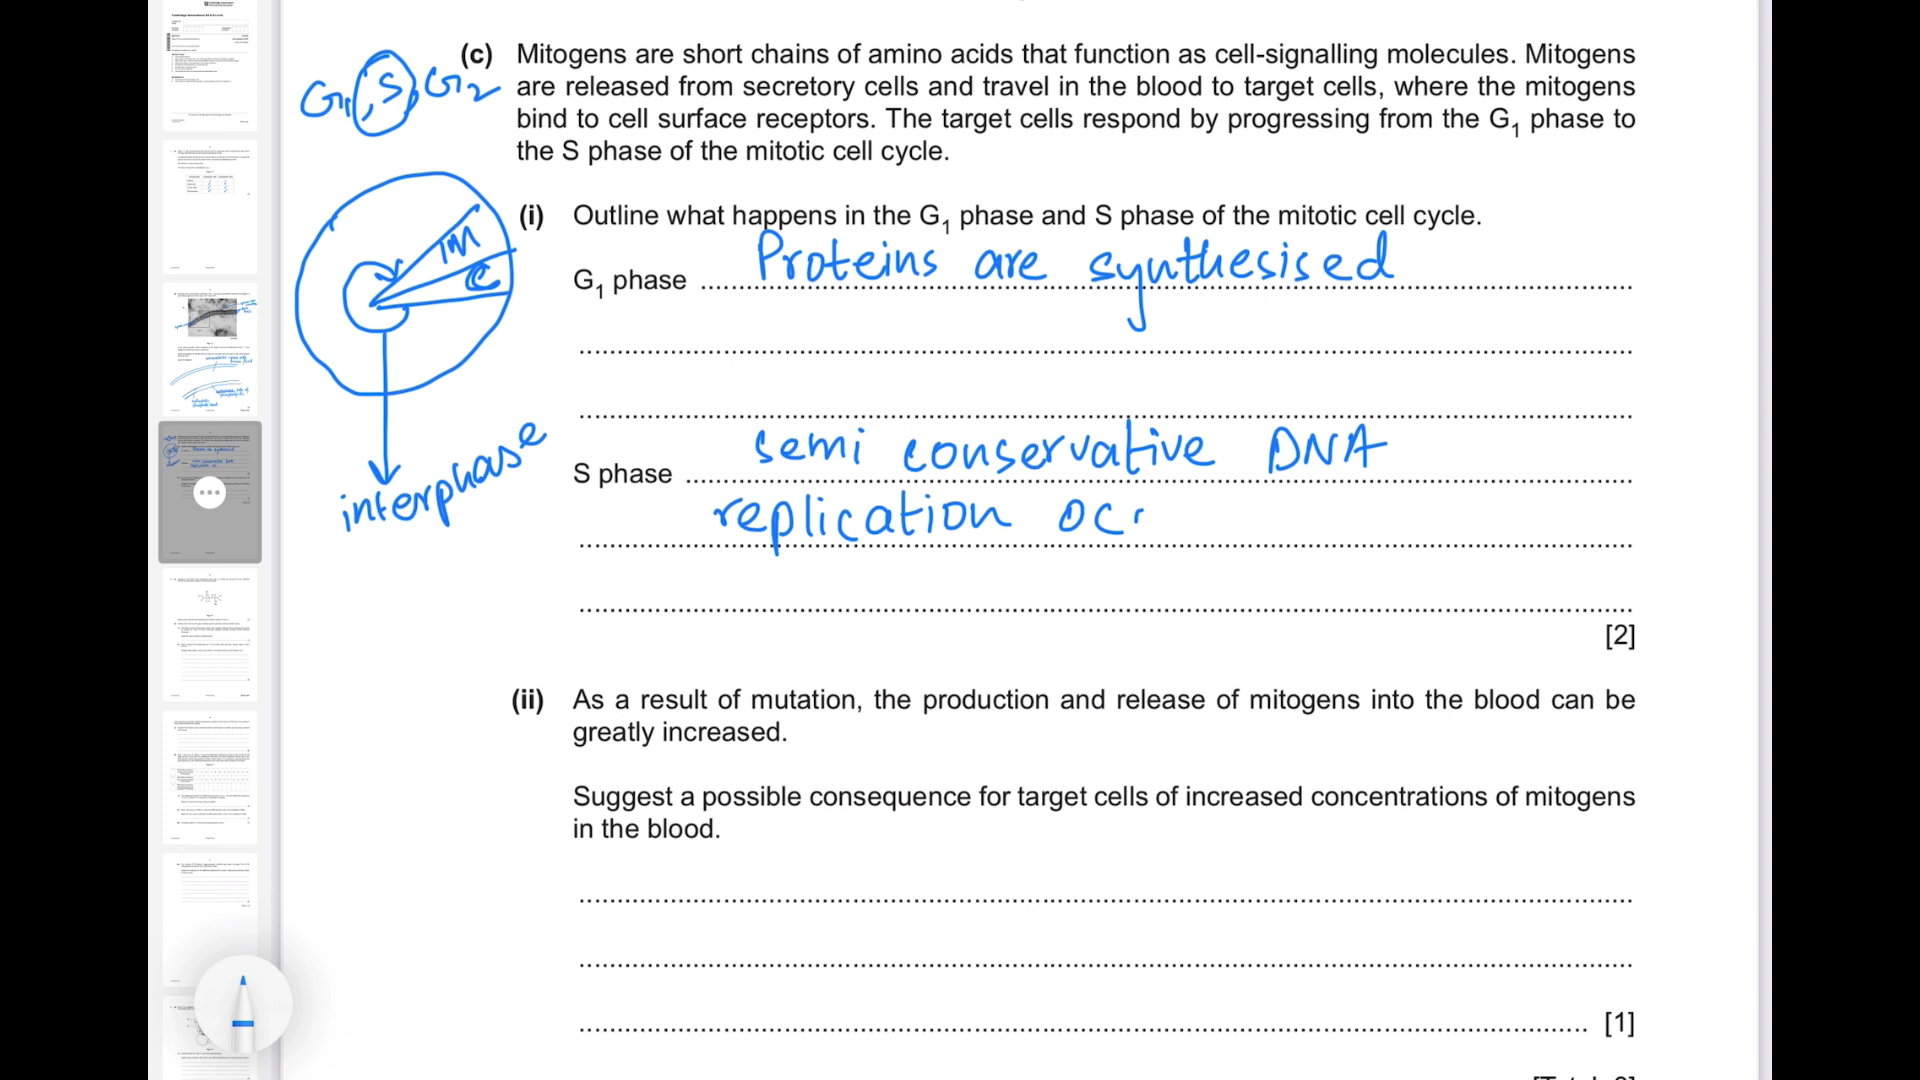 (c) Mitogens are short chains of amino acids that function as cell-signalling molecules. Mitogens
are released from secretory cells and travel in the blood to target cells, where the mitogens
bind to cell surface receptors. The target cells respond by progressing from the G1 phase to
the S phase of the mitotic cell cycle.
G1, S, G2
M
C
interphase
(i) Outline what happens in the G1 phase and S phase of the mitotic cell cycle.
G1 phase Proteins are synthesised
S phase semi conservative DNA
replication oc
[2]
(ii) As a result of mutation, the production and release of mitogens into the blood can be
greatly increased.
Suggest a possible consequence for target cells of increased concentrations of mitogens
in the blood.
[1]